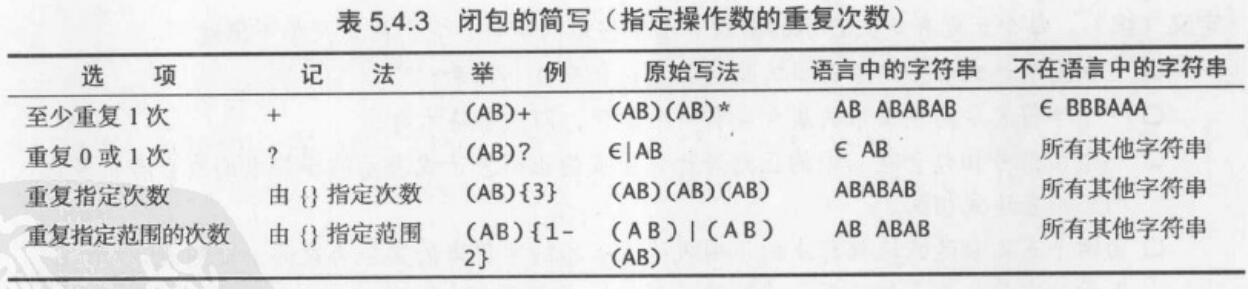 表 5.4.3 闭包的简写（指定操作数的重复次数）
选 项 记 法 举 例 原始写法 语言中的字符串 不在语言中的字符串
至少重复 1 次 + (AB)+ (AB)(AB)* AB ABABAB ∈ BBBAAA
重复 0 或 1 次 ? (AB)? ∈|AB ∈ AB 所有其他字符串
重复指定次数 由 {} 指定次数 (AB){3} (AB)(AB)(AB) ABABAB 所有其他字符串
重复指定范围的次数 由 {} 指定范围 (AB){1- (AB)|(AB) AB ABAB 所有其他字符串
2} (AB)